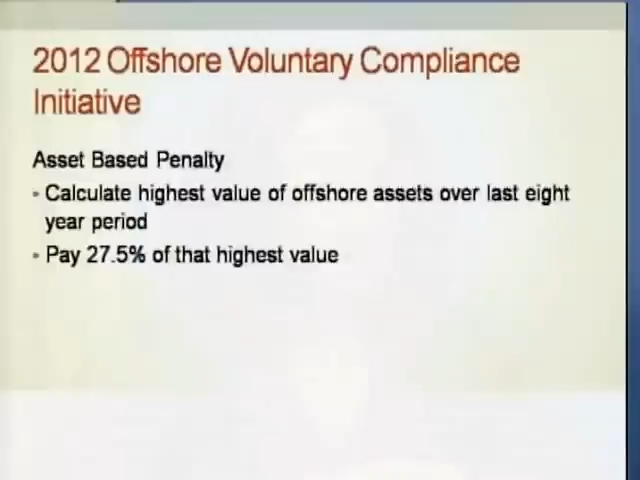 2012 Offshore Voluntary Compliance
Initiative
Asset Based Penalty
- Calculate highest value of offshore assets over last eight
year period
- Pay 27.5% of that highest value